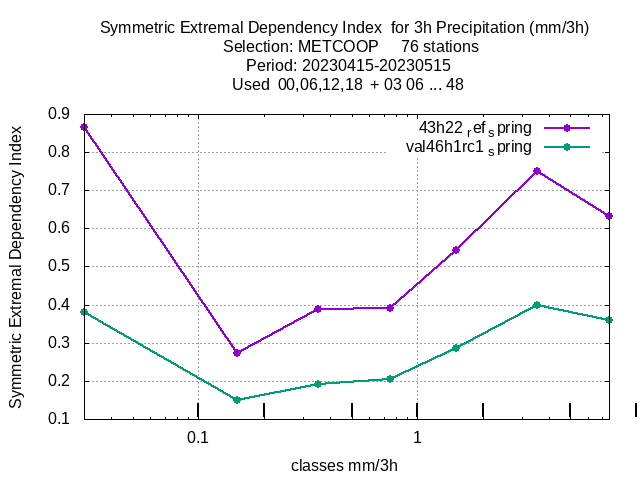 Symmetric Extremal Dependency Index for 3h Precipitation (mm/3h)
Selection: METCOOP 76 stations
Period: 20230415-20230515
Used 00,06,12,18 + 03 06 ... 48
43h22 ref spring
val46h1rc1 spring
0.9
0.8
0.7
0.6
0.5
0.4
0.3
0.2
0.1
Symmetric Extremal Dependency Index
0.1 1
classes mm/3h